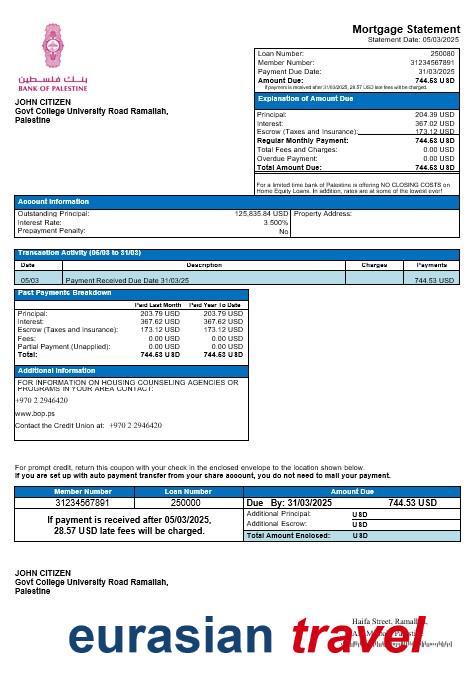 Mortgage Statement
Statement Date: 05/03/2025
بنك فلسطين
BANK OF PALESTINE
Loan Number: 250080
Member Number: 31234567891
Payment Due Date: 31/03/2025
Amount Due: 744.53 USD
If payment is received after 31/03/2025, 28.57 USD late fees will be charged.
JOHN CITIZEN
Govt College University Road Ramallah,
Palestine
Explanation of Amount Due
Principal: 204.39 USD
Interest: 367.02 USD
Escrow (Taxes and Insurance): 173.12 USD
Regular Monthly Payment: 744.53 USD
Total Fees and Charges: 0.00 USD
Overdue Payment: 0.00 USD
Total Amount Due: 744.53 USD
For a limited time bank of Palestine is offering NO CLOSING COSTS on
Home Equity Loans. In addition, rates are at some of the lowest ever!
Account Information
Outstanding Principal: 125,835.84 USD Property Address:
Interest Rate: 3.500%
Prepayment Penalty: No
Transaction Activity (05/03 to 31/03)
Date Description Charges Payments
05/03 Payment Received Due Date 31/03/25 744.53 USD
Past Payments Breakdown
Paid Last Month Paid Year To Date
Principal: 203.79 USD 203.79 USD
Interest: 367.62 USD 367.62 USD
Escrow (Taxes and Insurance): 173.12 USD 173.12 USD
Fees: 0.00 USD 0.00 USD
Partial Payment (Unapplied): 0.00 USD 0.00 USD
Total: 744.53 USD 744.53 USD
Additional Information
FOR INFORMATION ON HOUSING COUNSELING AGENCIES OR
PROGRAMS IN YOUR AREA CONTACT:
+970 2 2946420
www.bop.ps
Contact the Credit Union at: +970 2 2946420
For prompt credit, return this coupon with your check in the enclosed envelope to the location shown below.
If you are set up with auto payment transfer from your share account, you do not need to mail your payment.
Member Number Loan Number Amount Due
31234567891 250000 Due By: 31/03/2025 744.53 USD
If payment is received after 05/03/2025,
28.57 USD late fees will be charged.
Additional Principal: USD
Additional Escrow: USD
Total Amount Enclosed: USD
JOHN CITIZEN
Govt College University Road Ramallah,
Palestine
Haifa Street, Ramallah,
eurasian travel